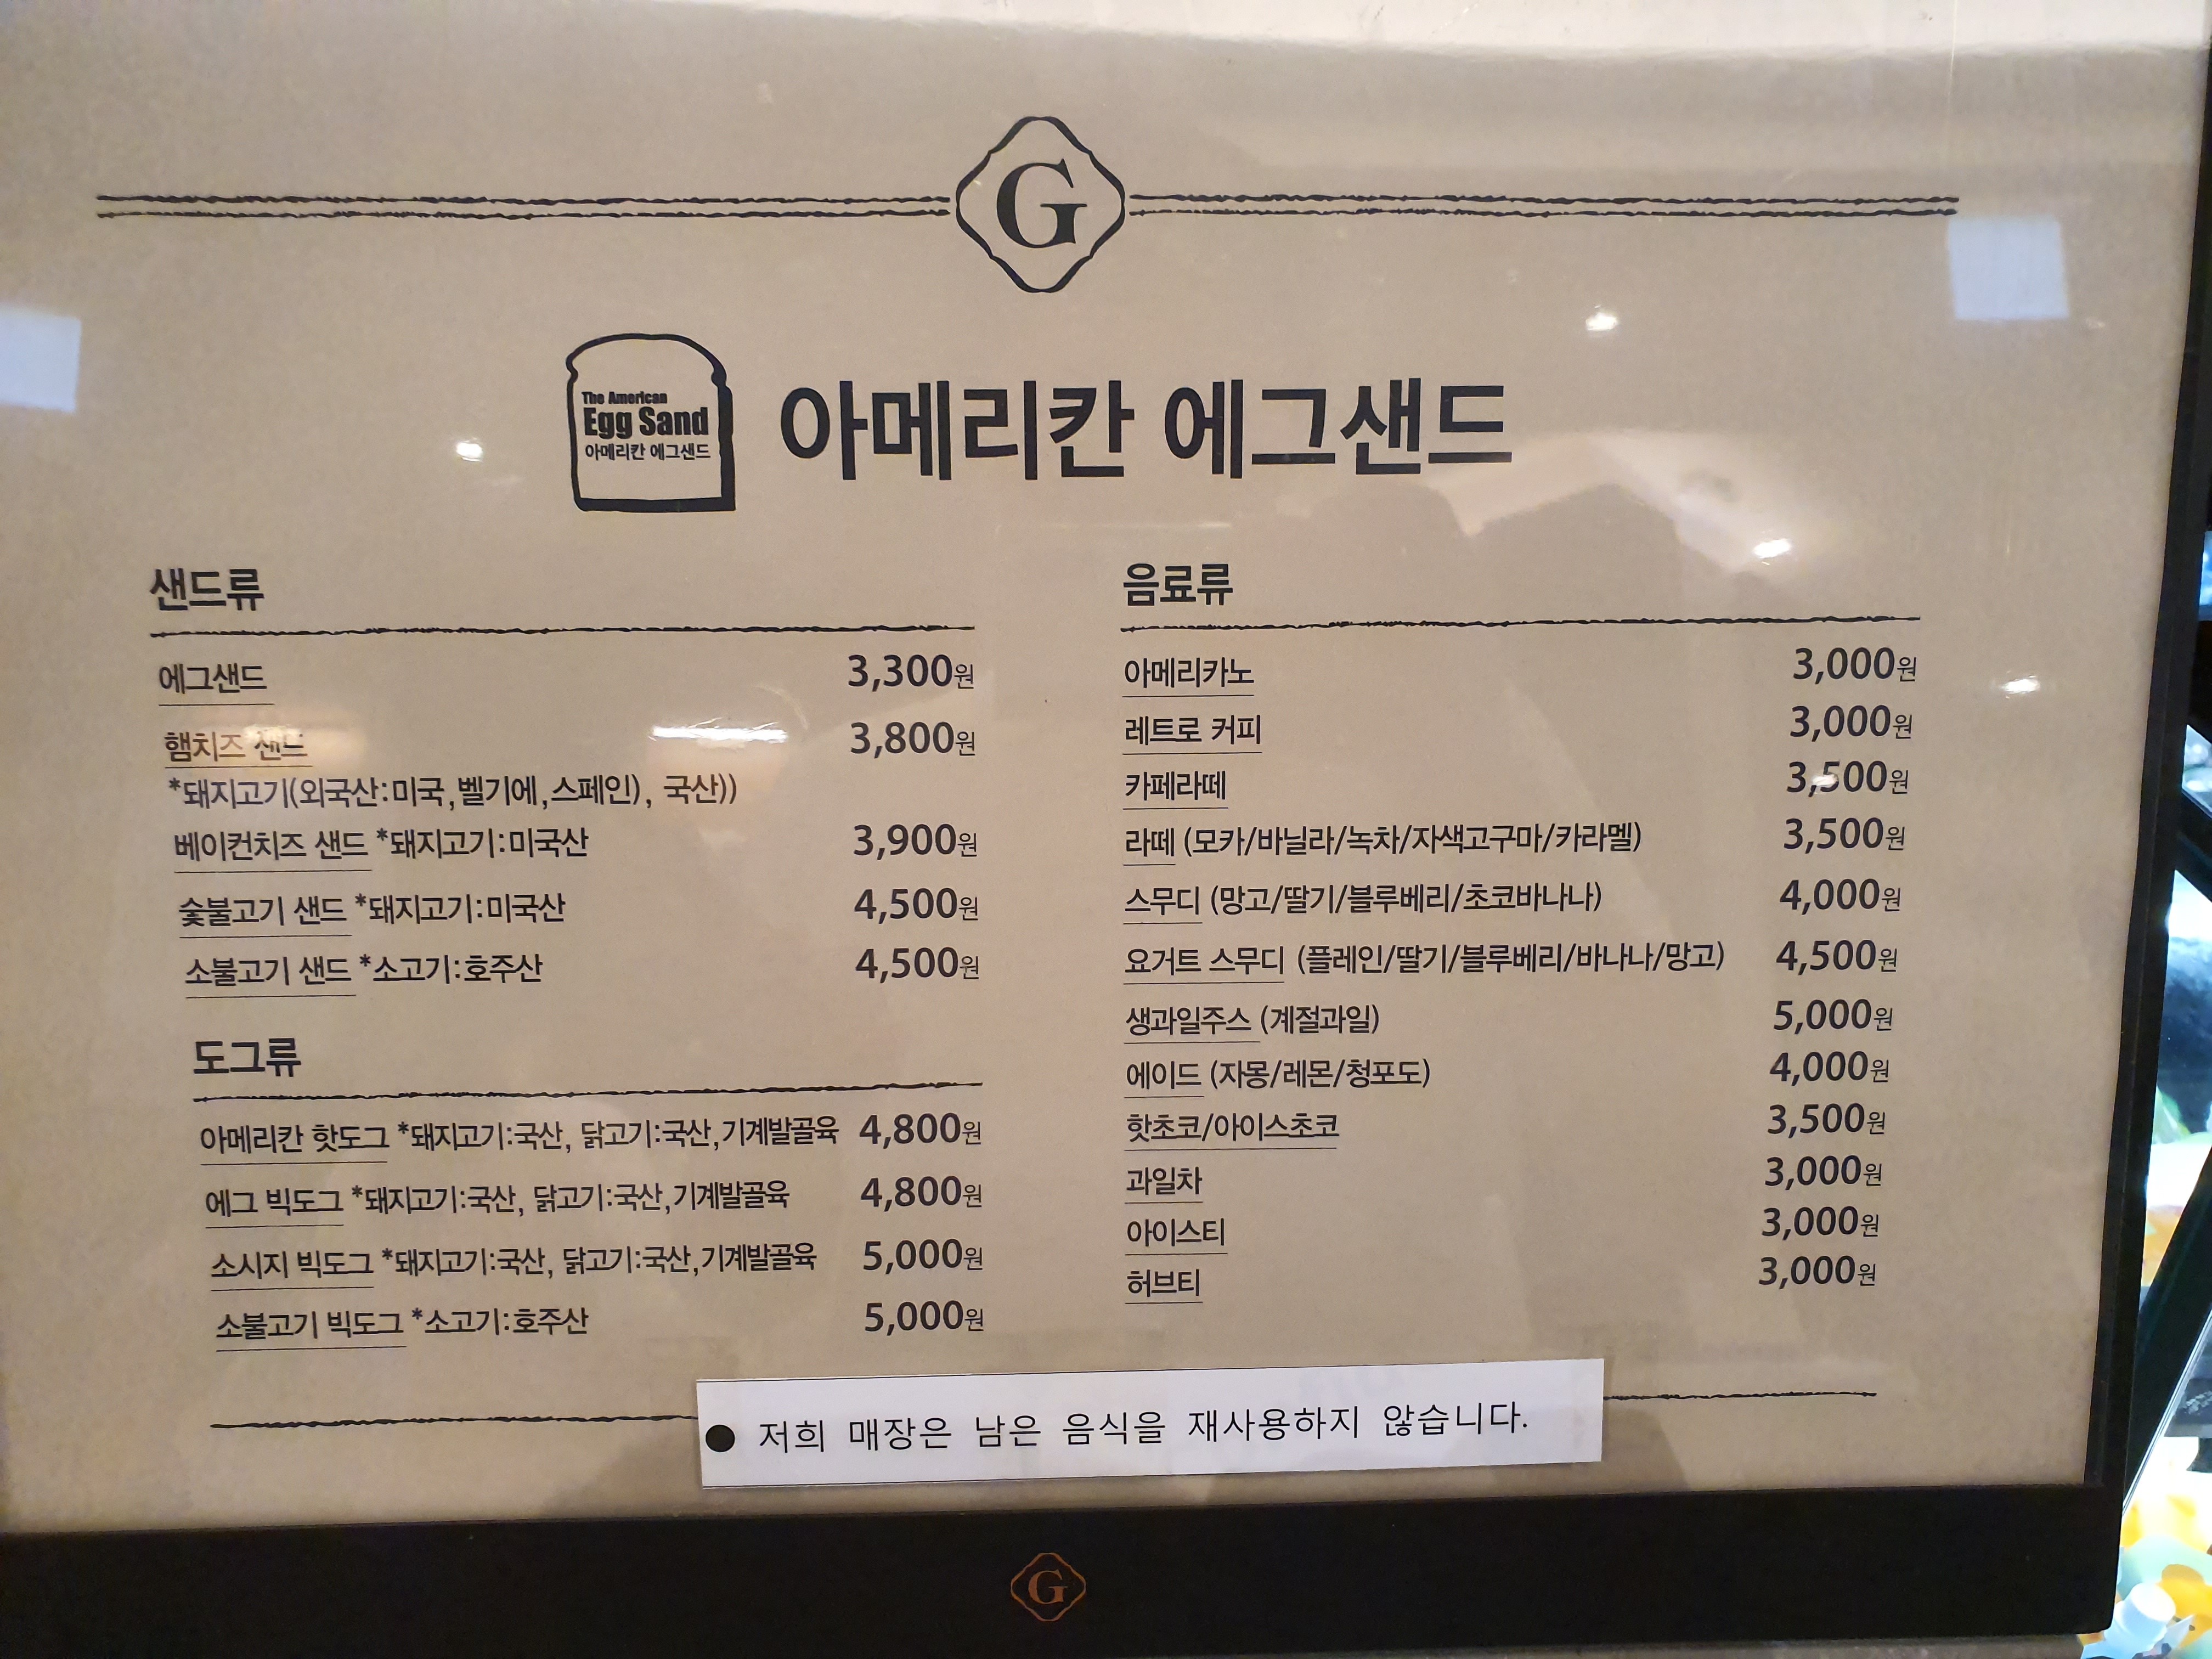 G
The American
Egg Sand
아메리칸 에그샌드
아메리칸 에그샌드
샌드류
에그샌드 3,300원
햄치즈 샌드 3,800원
*돼지고기(외국산:미국,벨기에,스페인), 국산))
베이컨치즈 샌드 *돼지고기:미국산 3,900원
숯불고기 샌드 *돼지고기:미국산 4,500원
소불고기 샌드 *소고기:호주산 4,500원
도그류
아메리칸 핫도그 *돼지고기:국산, 닭고기:국산,기계발골육 4,800원
에그 빅도그 *돼지고기:국산, 닭고기:국산,기계발골육 4,800원
소시지 빅도그 *돼지고기:국산, 닭고기:국산,기계발골육 5,000원
소불고기 빅도그 *소고기:호주산 5,000원
음료류
아메리카노 3,000원
레트로 커피 3,000원
카페라떼 3,500원
라떼 (모카/바닐라/녹차/자색고구마/카라멜) 3,500원
스무디 (망고/딸기/블루베리/초코바나나) 4,000원
요거트 스무디 (플레인/딸기/블루베리/바나나/망고) 4,500원
생과일주스 (계절과일) 5,000원
에이드 (자몽/레몬/청포도) 4,000원
핫초코/아이스초코 3,500원
과일차 3,000원
아이스티 3,000원
허브티 3,000원
● 저희 매장은 남은 음식을 재사용하지 않습니다.
G